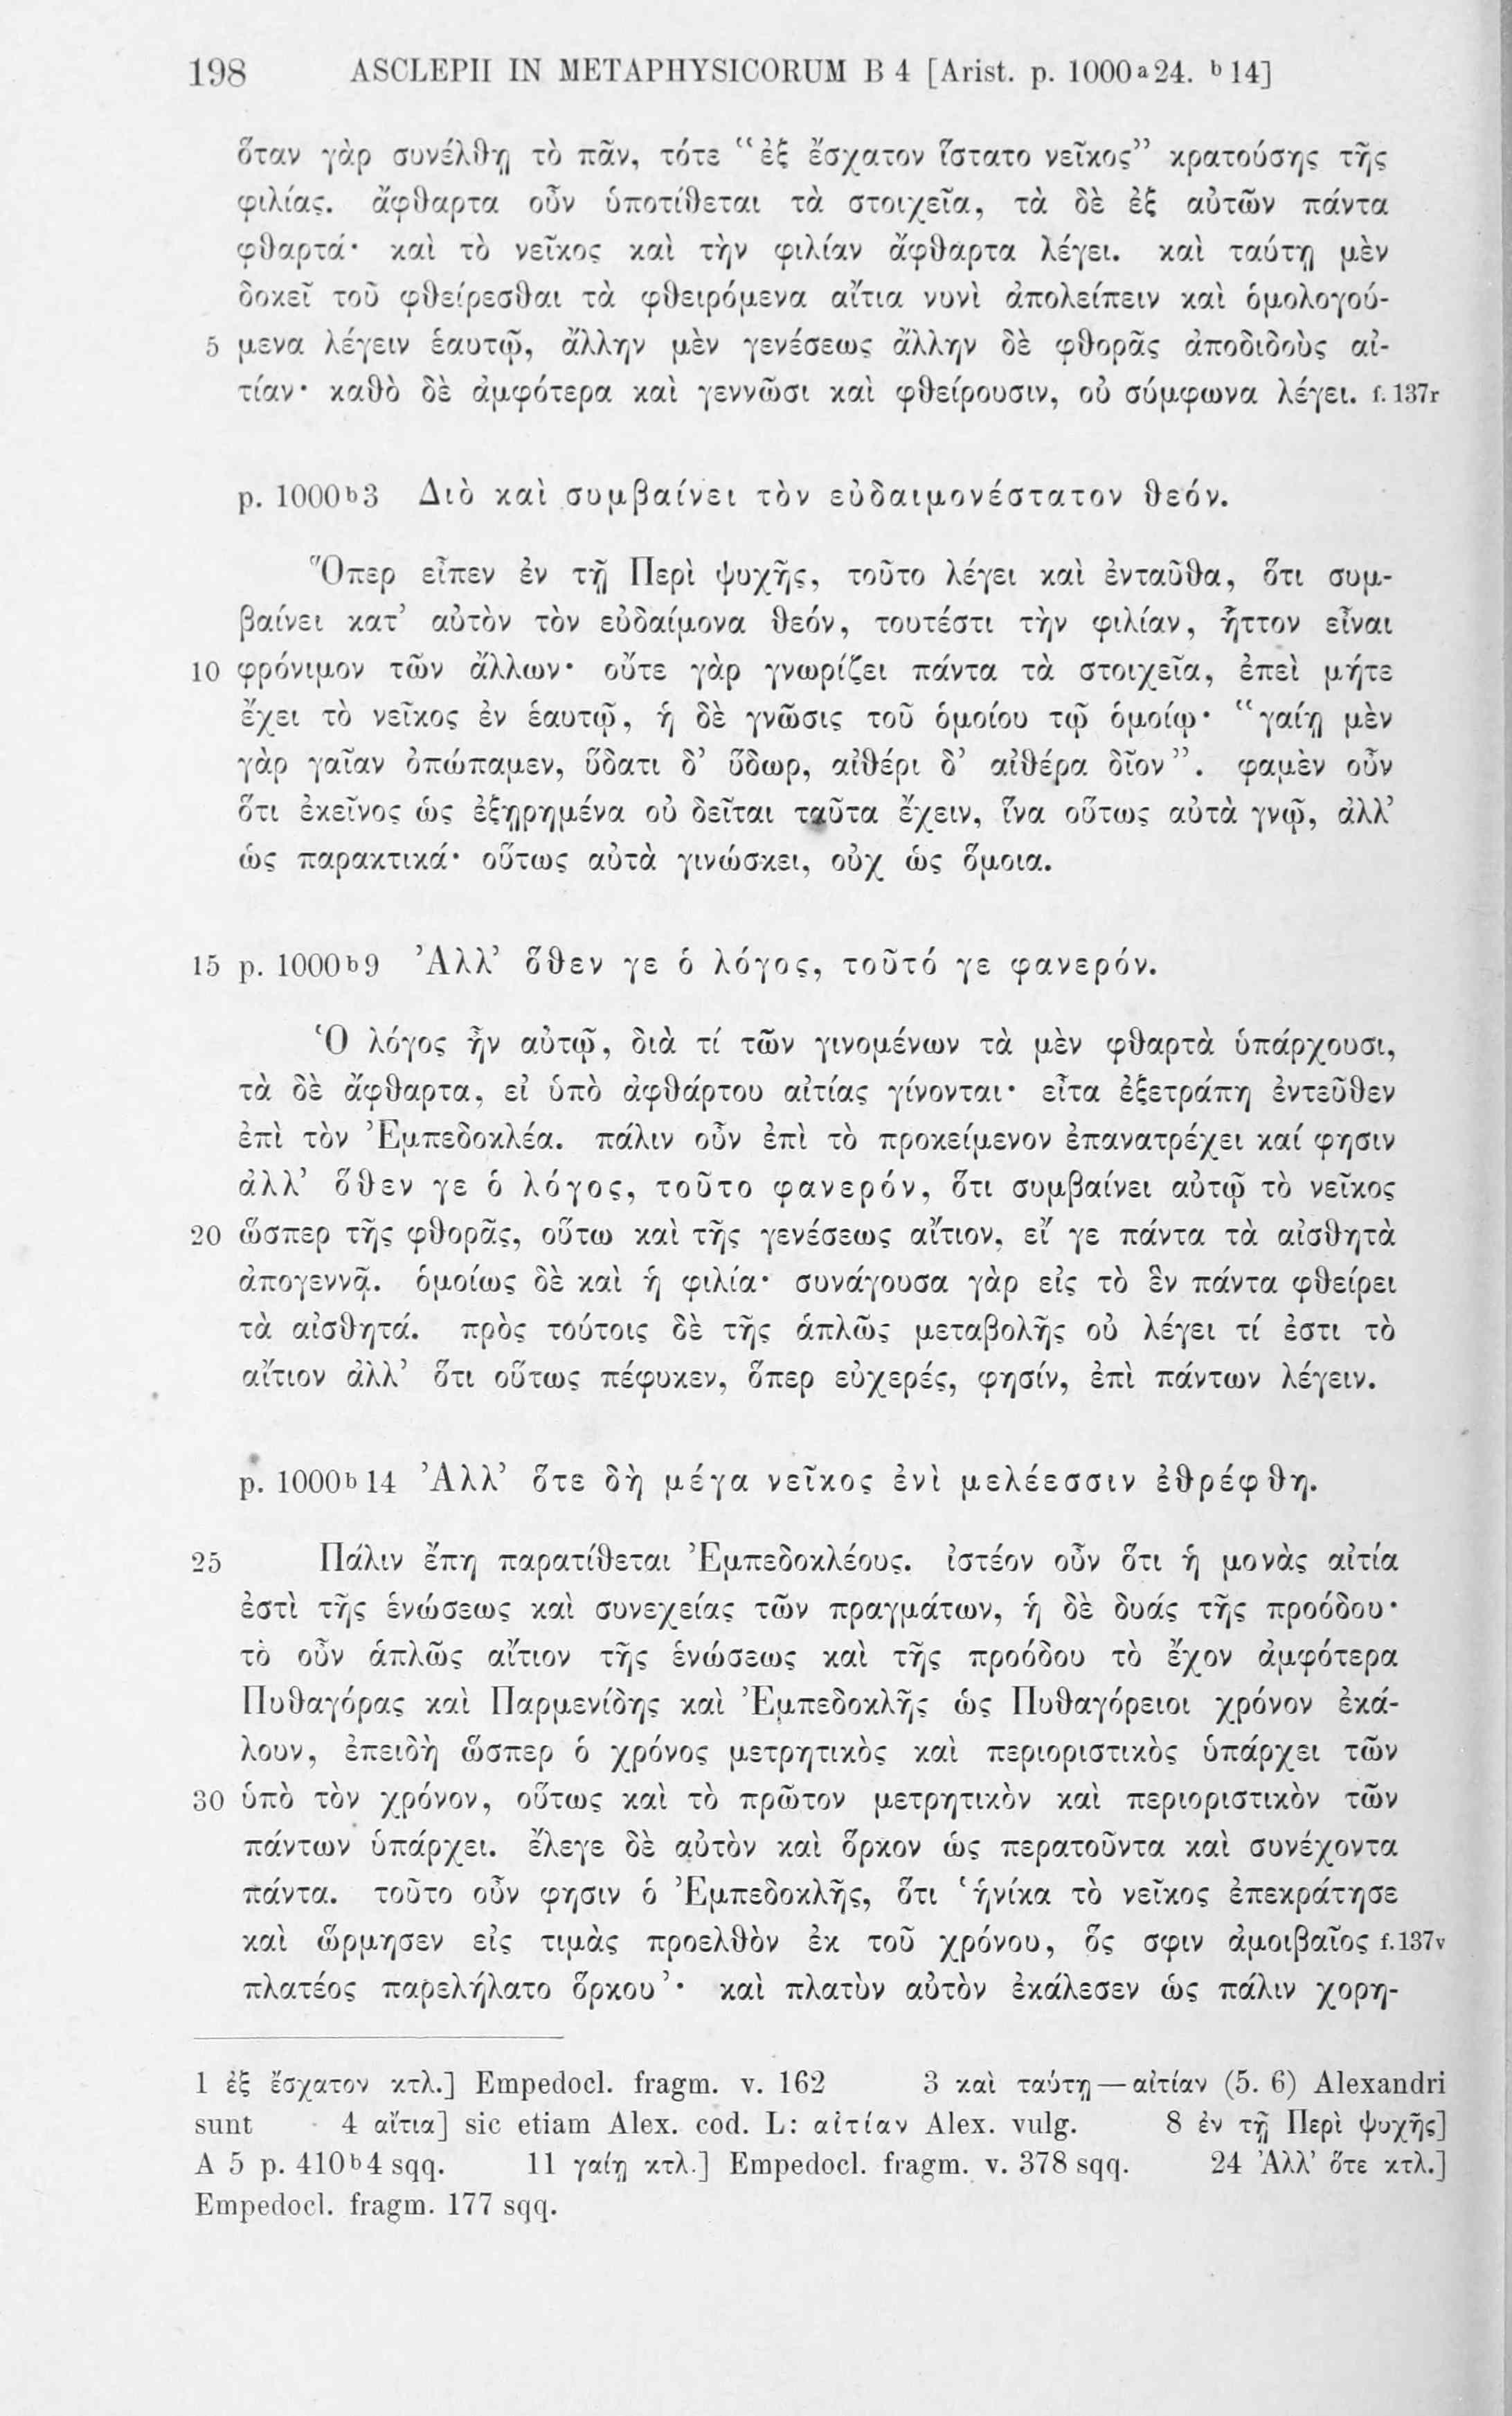 198 ASCLEPII IN METAPHYSICORUM B 4 [Arist. p. 1000ᵃ24. ᵇ14]
ὅταν γὰρ συνέλθῃ τὸ πᾶν, τότε “ἐξ ἔσχατον ἵστατο νεῖκος” κρατούσης τῆς
φιλίας. ἄφθαρτα οὖν ὑποτίθεται τὰ στοιχεῖα, τὰ δὲ ἐξ αὐτῶν πάντα
φθαρτά· καὶ τὸ νεῖκος καὶ τὴν φιλίαν ἄφθαρτα λέγει. καὶ ταύτῃ μὲν
δοκεῖ τοῦ φθείρεσθαι τὰ φθειρόμενα αἴτια νυνὶ ἀπολείπειν καὶ ὁμολογού-
5 μενα λέγειν ἑαυτῷ, ἄλλην μὲν γενέσεως ἄλλην δὲ φθορᾶς ἀποδιδοὺς αἰ-
τίαν· καθὸ δὲ ἀμφότερα καὶ γεννῶσι καὶ φθείρουσιν, οὐ σύμφωνα λέγει. f. 137r
p. 1000ᵇ3 Διὸ καὶ συμβαίνει τὸν εὐδαιμονέστατον θεόν.
Ὅπερ εἶπεν ἐν τῇ Περὶ ψυχῆς, τοῦτο λέγει καὶ ἐνταῦθα, ὅτι συμ-
βαίνει κατ’ αὐτὸν τὸν εὐδαίμονα θεόν, τουτέστι τὴν φιλίαν, ἧττον εἶναι
10 φρόνιμον τῶν ἄλλων· οὔτε γὰρ γνωρίζει πάντα τὰ στοιχεῖα, ἐπεὶ μήτε
ἔχει τὸ νεῖκος ἐν ἑαυτῷ, ἡ δὲ γνῶσις τοῦ ὁμοίου τῷ ὁμοίῳ· “γαίῃ μὲν
γὰρ γαῖαν ὀπώπαμεν, ὕδατι δ’ ὕδωρ, αἰθέρι δ’ αἰθέρα δῖον”. φαμὲν οὖν
ὅτι ἐκεῖνος ὡς ἐξῃρημένα οὐ δεῖται ταῦτα ἔχειν, ἵνα οὕτως αὐτὰ γνῷ, ἀλλ’
ὡς παρακτικά· οὕτως αὐτὰ γινώσκει, οὐχ ὡς ὅμοια.
15 p. 1000ᵇ9 Ἀλλ’ ὅθεν γε ὁ λόγος, τοῦτό γε φανερόν.
Ὁ λόγος ἦν αὐτῷ, διὰ τί τῶν γινομένων τὰ μὲν φθαρτὰ ὑπάρχουσι,
τὰ δὲ ἄφθαρτα, εἰ ὑπὸ ἀφθάρτου αἰτίας γίνονται· εἶτα ἐξετράπη ἐντεῦθεν
ἐπὶ τὸν Ἐμπεδοκλέα. πάλιν οὖν ἐπὶ τὸ προκείμενον ἐπανατρέχει καί φησιν
ἀλλ’ ὅθεν γε ὁ λόγος, τοῦτο φανερόν, ὅτι συμβαίνει αὐτῷ τὸ νεῖκος
20 ὥσπερ τῆς φθορᾶς, οὕτω καὶ τῆς γενέσεως αἴτιον, εἴ γε πάντα τὰ αἰσθητὰ
ἀπογεννᾷ. ὁμοίως δὲ καὶ ἡ φιλία· συνάγουσα γὰρ εἰς τὸ ἓν πάντα φθείρει
τὰ αἰσθητά. πρὸς τούτοις δὲ τῆς ἁπλῶς μεταβολῆς οὐ λέγει τί ἐστι τὸ
αἴτιον ἀλλ’ ὅτι οὕτως πέφυκεν, ὅπερ εὐχερές, φησίν, ἐπὶ πάντων λέγειν.
p. 1000ᵇ14 Ἀλλ’ ὅτε δὴ μέγα νεῖκος ἐνὶ μελέεσσιν ἐθρέφθη.
25 Πάλιν ἔπη παρατίθεται Ἐμπεδοκλέους. ἰστέον οὖν ὅτι ἡ μονὰς αἰτία
ἐστὶ τῆς ἑνώσεως καὶ συνεχείας τῶν πραγμάτων, ἡ δὲ δυάς τῆς προόδου·
τὸ οὖν ἁπλῶς αἴτιον τῆς ἑνώσεως καὶ τῆς προόδου τὸ ἔχον ἀμφότερα
Πυθαγόρας καὶ Παρμενίδης καὶ Ἐμπεδοκλῆς ὡς Πυθαγόρειοι χρόνον ἐκά-
λουν, ἐπειδὴ ὥσπερ ὁ χρόνος μετρητικὸς καὶ περιοριστικὸς ὑπάρχει τῶν
30 ὑπὸ τὸν χρόνον, οὕτως καὶ τὸ πρῶτον μετρητικὸν καὶ περιοριστικὸν τῶν
πάντων ὑπάρχει. ἔλεγε δὲ αὐτὸν καὶ ὅρκον ὡς περατοῦντα καὶ συνέχοντα
πάντα. τοῦτο οὖν φησιν ὁ Ἐμπεδοκλῆς, ὅτι ‘ἡνίκα τὸ νεῖκος ἐπεκράτησε
καὶ ὥρμησεν εἰς τιμὰς προελθὸν ἐκ τοῦ χρόνου, ὅς σφιν ἀμοιβαῖος f. 137v
πλατέος παρελήλατο ὅρκου’· καὶ πλατὺν αὐτὸν ἐκάλεσεν ὡς πάλιν χορη-
1 ἐξ ἔσχατον κτλ.] Empedocl. fragm. v. 162 3 καὶ ταύτῃ — αἰτίαν (5. 6) Alexandri
sunt 4 αἴτια] sic etiam Alex. cod. L: αἰτίαν Alex. vulg. 8 ἐν τῇ Περὶ ψυχῆς]
A 5 p. 410ᵇ4 sqq. 11 γαίῃ κτλ.] Empedocl. fragm. v. 378 sqq. 24 Ἀλλ’ ὅτε κτλ.]
Empedocl. fragm. 177 sqq.